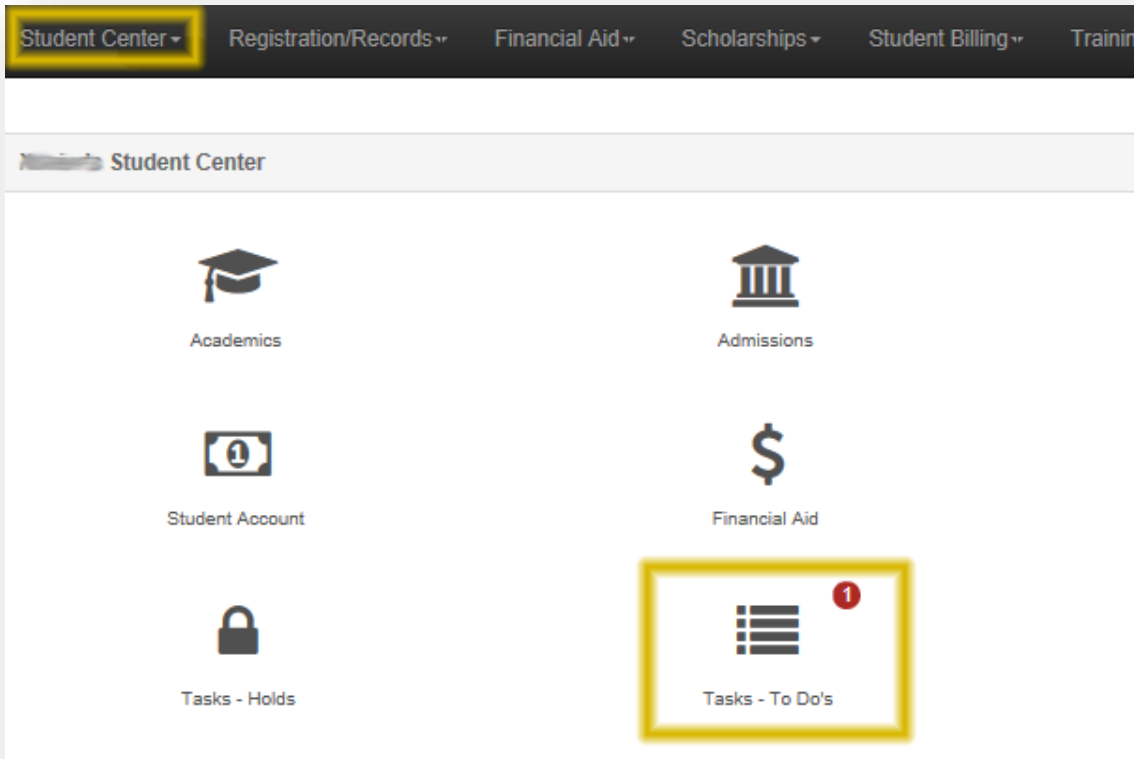 Student Center Registration/Records Financial Aid Scholarships Student Billing
Student Center
Academics Admissions
1
Student Account Financial Aid
1
Tasks - Holds Tasks - To Do's